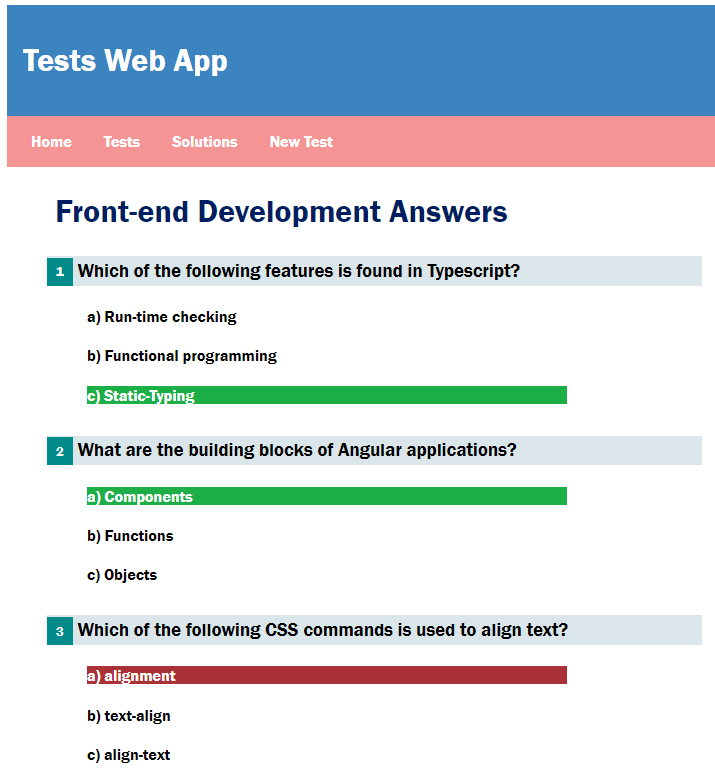 Tests Web App
Home Tests Solutions New Test
Front-end Development Answers
1 Which of the following features is found in Typescript?
a) Run-time checking
b) Functional programming
c) Static-Typing
2 What are the building blocks of Angular applications?
a) Components
b) Functions
c) Objects
3 Which of the following CSS commands is used to align text?
a) alignment
b) text-align
c) align-text